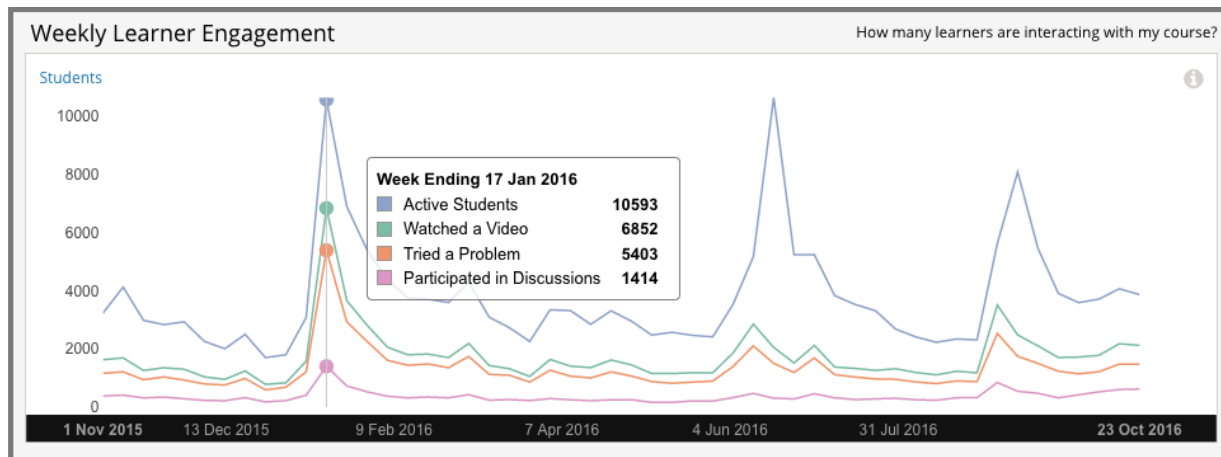 Weekly Learner Engagement
How many learners are interacting with my course?
Students
10000
8000
6000
4000
2000
0
Week Ending 17 Jan 2016
Active Students 10593
Watched a Video 6852
Tried a Problem 5403
Participated in Discussions 1414
1 Nov 2015 13 Dec 2015 9 Feb 2016 7 Apr 2016 4 Jun 2016 31 Jul 2016 23 Oct 2016